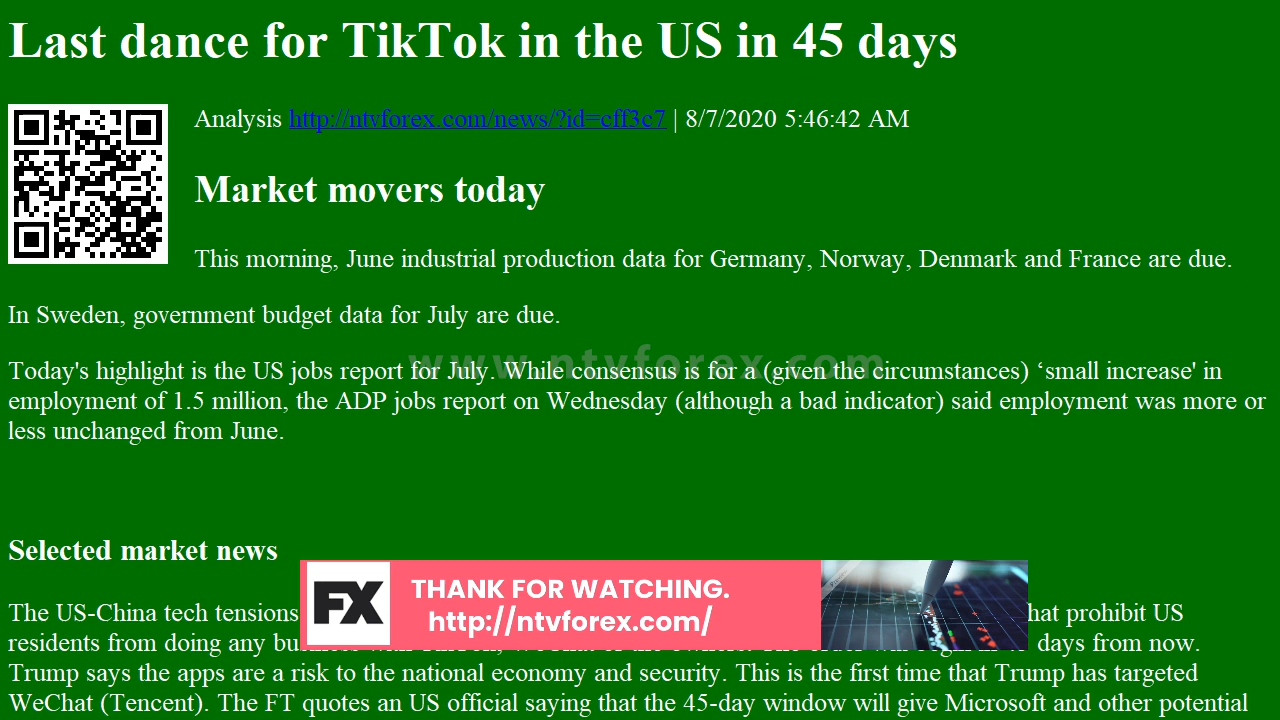 Last dance for TikTok in the US in 45 days
Analysis http://ntvforex.com/news/?id=cff3c7 | 8/7/2020 5:46:42 AM
Market movers today
This morning, June industrial production data for Germany, Norway, Denmark and France are due.
In Sweden, government budget data for July are due.
www.ntvforex.com
Today's highlight is the US jobs report for July. While consensus is for a (given the circumstances) ‘small increase' in
employment of 1.5 million, the ADP jobs report on Wednesday (although a bad indicator) said employment was more or
less unchanged from June.
Selected market news
The US-China tech tensions hat prohibit US
residents from doing any days from now.
FX
THANK FOR WATCHING.
http://ntvforex.com/
Trump says the apps are a risk to the national economy and security. This is the first time that Trump has targeted
WeChat (Tencent). The FT quotes an US official saying that the 45-day window will give Microsoft and other potential